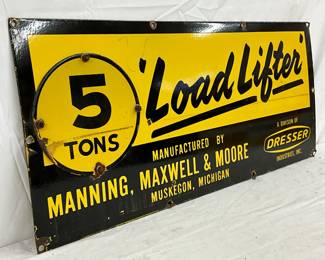 5
TONS
'Load Lifter'
MANUFACTURED BY
MANNING, MAXWELL & MOORE
MUSKEGON, MICHIGAN
A DIVISION OF
DRESSER
INDUSTRIES, INC.